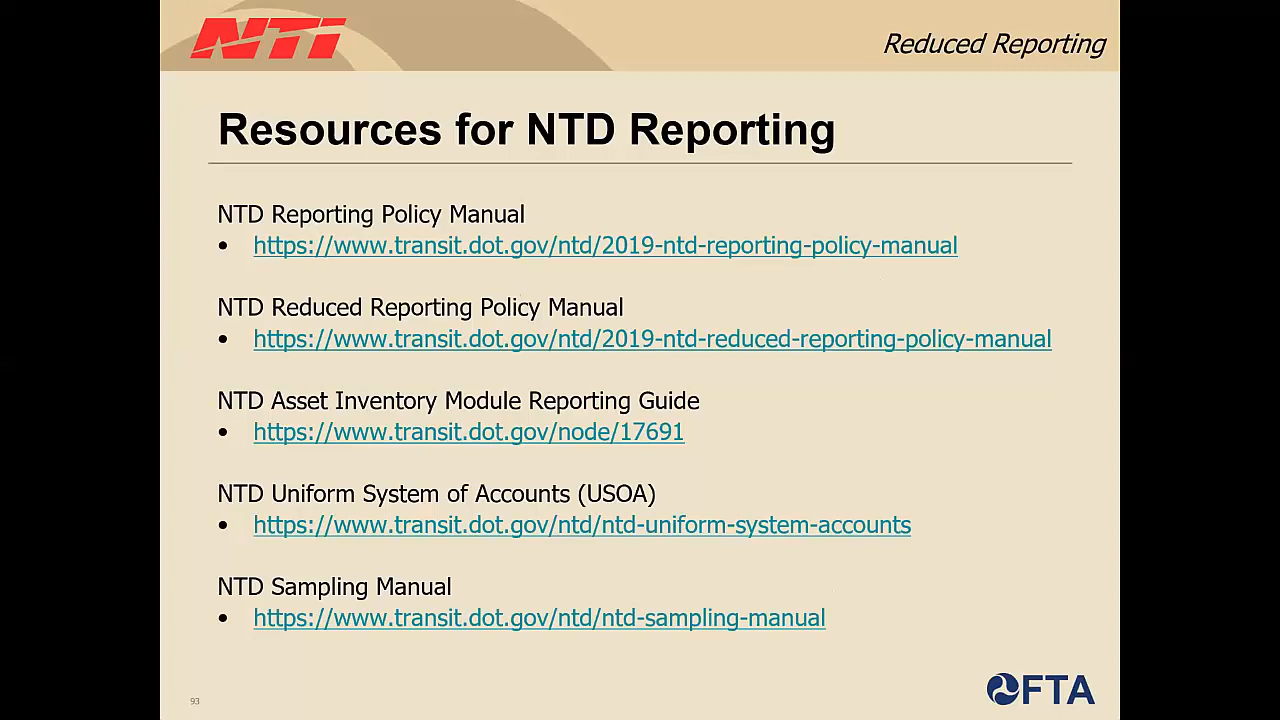 NTI
Reduced Reporting
Resources for NTD Reporting
NTD Reporting Policy Manual
• https://www.transit.dot.gov/ntd/2019-ntd-reporting-policy-manual
NTD Reduced Reporting Policy Manual
• https://www.transit.dot.gov/ntd/2019-ntd-reduced-reporting-policy-manual
NTD Asset Inventory Module Reporting Guide
• https://www.transit.dot.gov/node/17691
NTD Uniform System of Accounts (USOA)
• https://www.transit.dot.gov/ntd/ntd-uniform-system-accounts
NTD Sampling Manual
• https://www.transit.dot.gov/ntd/ntd-sampling-manual
93
FTA